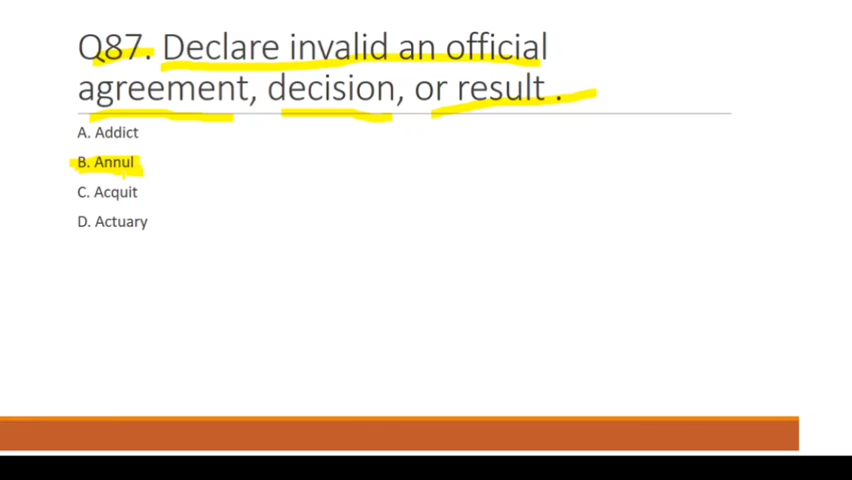 Q87. Declare invalid an official
agreement, decision, or result .
A. Addict
B. Annul
C. Acquit
D. Actuary